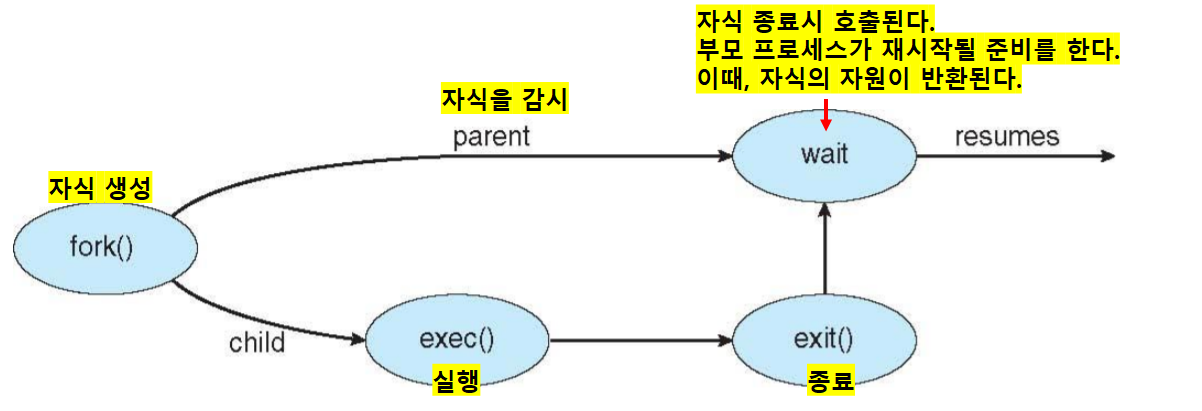 자식 종료시 호출된다.
부모 프로세스가 재시작될 준비를 한다.
이때, 자식의 자원이 반환된다.
자식을 감시
parent
wait
resumes
자식 생성
fork()
child
exec()
실행
exit()
종료